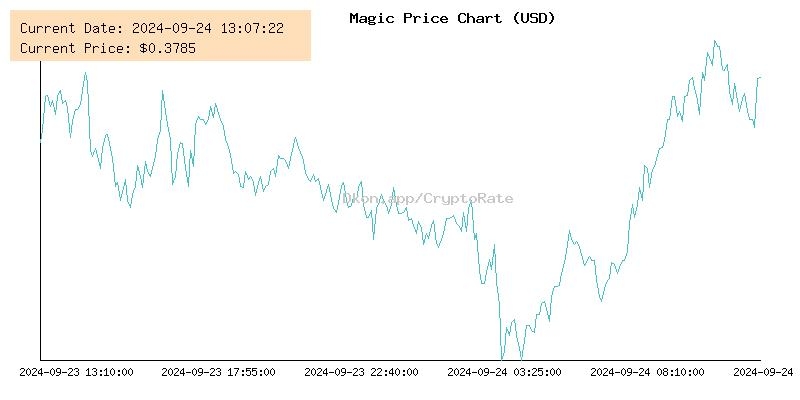 Magic Price Chart (USD)
Current Date: 2024-09-24 13:07:22
Current Price: $0.3785
Dkon.app/CryptoRate
2024-09-23 13:10:00 2024-09-23 17:55:00 2024-09-23 22:40:00 2024-09-24 03:25:00 2024-09-24 08:10:00 2024-09-24